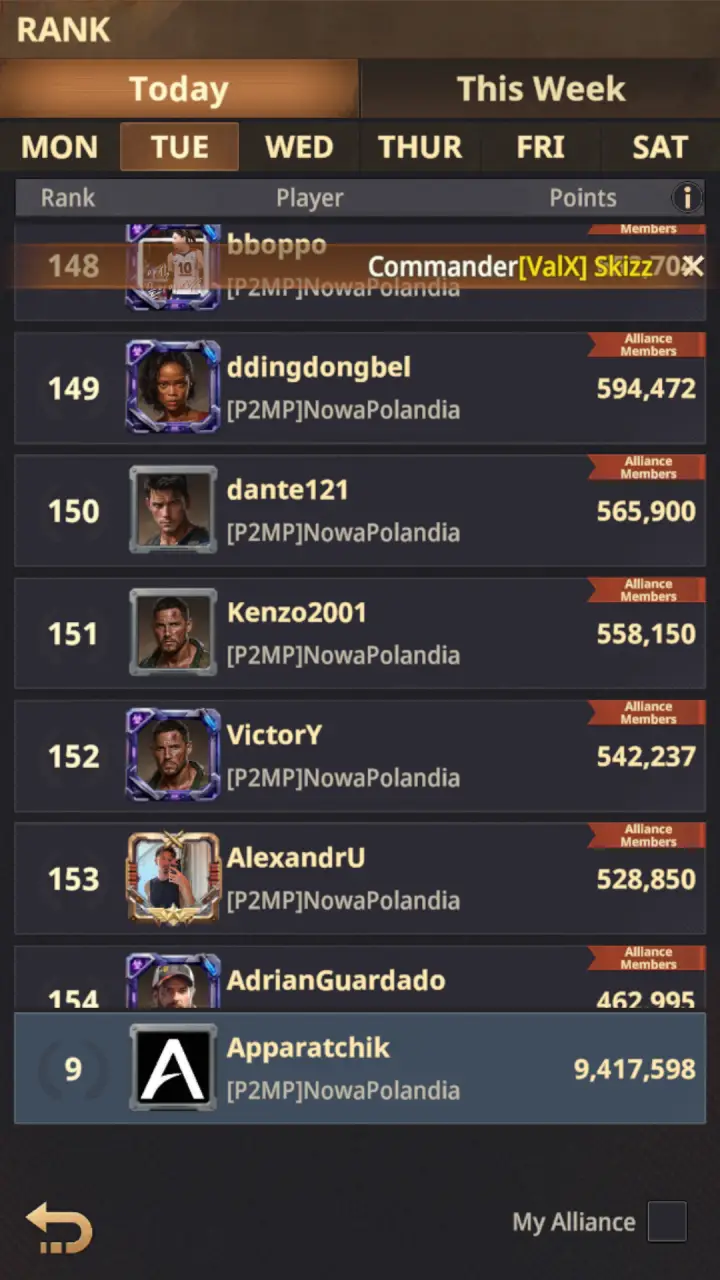 RANK
Today
This Week
MON
TUE
WED
THUR
FRI
SAT
Rank
Player
Points
i
Members
148
bboppo
[P2MP]NowaPolandia
Commander[ValX] Skizz
Alliance
Members
149
ddingdongbel
[P2MP]NowaPolandia
594,472
Alliance
Members
150
dante121
[P2MP]NowaPolandia
565,900
Alliance
Members
151
Kenzo2001
[P2MP]NowaPolandia
558,150
Alliance
Members
152
VictorY
[P2MP]NowaPolandia
542,237
Alliance
Members
153
AlexandrU
[P2MP]NowaPolandia
528,850
Alliance
Members
154
AdrianGuardado
462,995
9
Apparatchik
[P2MP]NowaPolandia
9,417,598
My Alliance